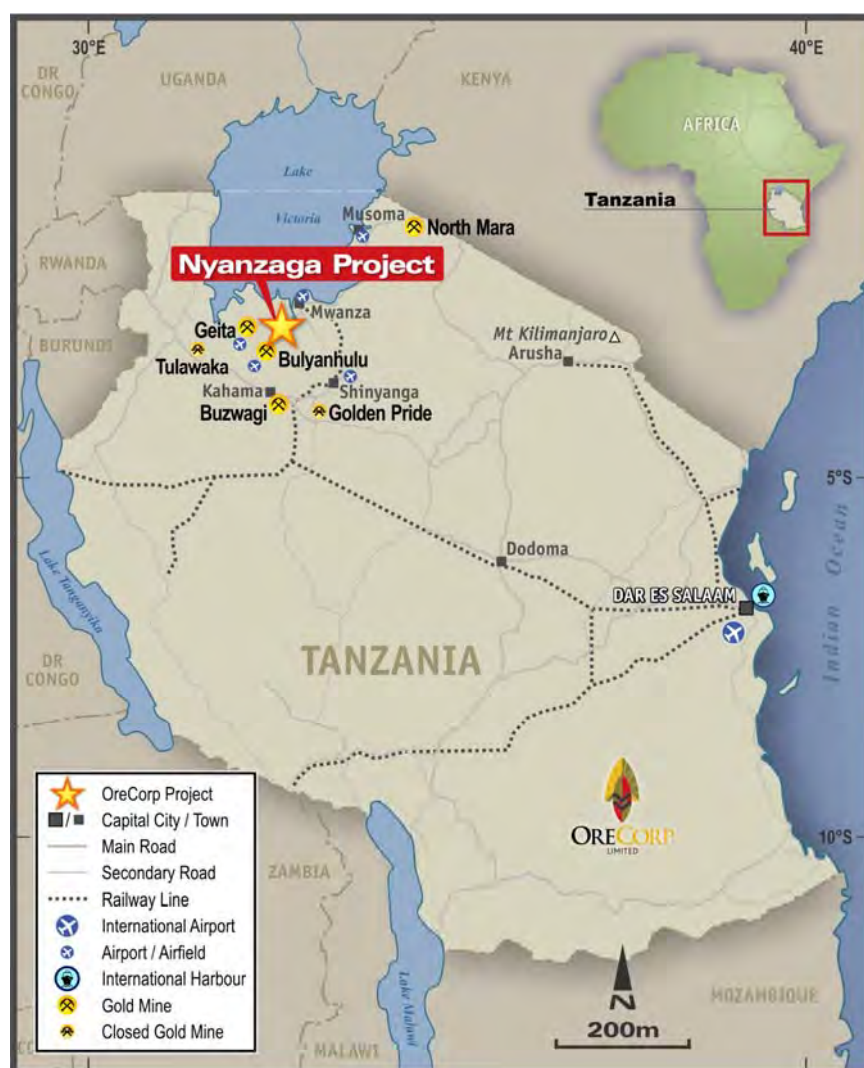 30°E
40°E
DR
CONGO
UGANDA
KENYA
AFRICA
Tanzania
Lake
Victoria
Musoma
North Mara
RWANDA
Nyanzaga Project
Mwanza
BURUNDI
Geita
Mt Kilimanjaro
Arusha
Tulawaka
Bulyanhulu
Kahama
Shinyanga
Buzwagi
Golden Pride
5°S
Lake Tanganyika
Dodoma
DAR ES SALAAM
Indian Ocean
DR
CONGO
TANZANIA
ORECORP
LIMITED
10°S
ZAMBIA
Lake Malawi
MALAWI
MOZAMBIQUE
N
200m
OreCorp Project
/ Capital City / Town
Main Road
Secondary Road
Railway Line
International Airport
Airport / Airfield
International Harbour
Gold Mine
Closed Gold Mine